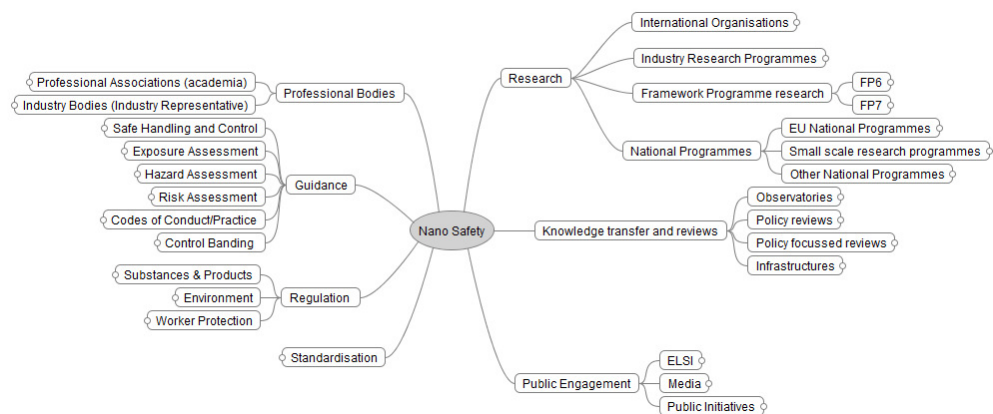 International Organisations
Industry Research Programmes
Research
Framework Programme research
FP6
FP7
National Programmes
EU National Programmes
Small scale research programmes
Other National Programmes
Professional Associations (academia)
Industry Bodies (Industry Representative)
Professional Bodies
Safe Handling and Control
Exposure Assessment
Hazard Assessment
Risk Assessment
Codes of Conduct/Practice
Control Banding
Guidance
Nano Safety
Knowledge transfer and reviews
Observatories
Policy reviews
Policy focussed reviews
Infrastructures
Substances & Products
Environment
Worker Protection
Regulation
Standardisation
Public Engagement
ELSI
Media
Public Initiatives